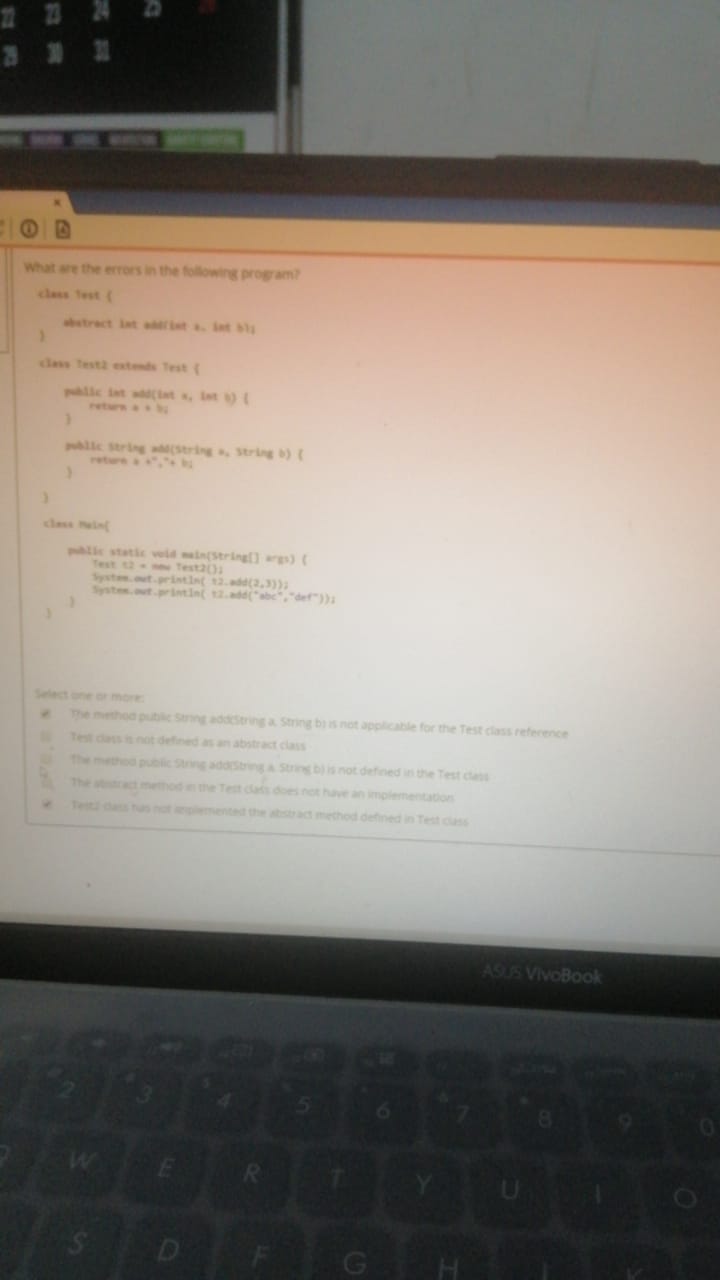 22 23 24 25
29 30 31
What are the errors in the following program?
class Test {
abstract int add(int a, int b);
}
class Test2 extends Test {
public int add(int a, int b) {
return a + b;
}
public String add(String a, String b) {
return a +","+ b;
}
}
class Main{
public static void main(String[] args) {
Test t2 = new Test2();
System.out.println( t2.add(2,3));
System.out.println( t2.add("abc","def"));
}
}
Select one or more:
The method public String add(String a, String b) is not applicable for the Test class reference
Test class is not defined as an abstract class
The method public String add(String a, String b) is not defined in the Test class
The abstract method in the Test class does not have an implementation
Test2 class has not implemented the abstract method defined in Test class
ASUS VivoBook
2 3 4 5 6 7 8 9 0
W E R T Y U I O
S D F G H